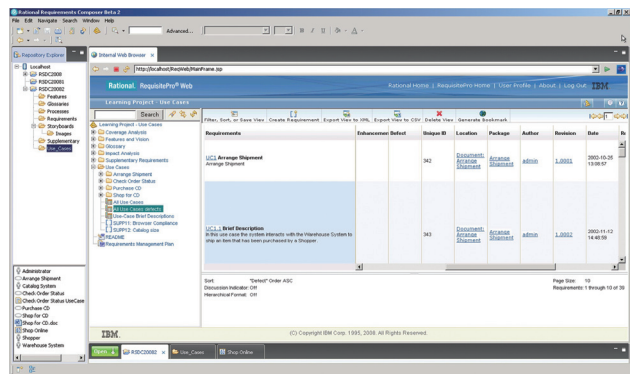 Rational Requirements Composer Beta 2
File Edit Navigate Search Window Help
Advanced...
Repository Explorer
Internal Web Browser
Localhost
RSDC2008
RSDC20081
RSDC20082
Features
Glossaries
Processes
Requirements
Storyboards
Images
Supplementary
Use_Cases
http://localhost/ReqWeb/MainFrame.jsp
Rational. RequisitePro® Web
Rational Home | RequisitePro Home | User Profile | About | Log Out IBM
Learning Project - Use Cases
Search
Filter, Sort, or Save View Create Requirement Export View to XML Export View to CSV Delete View Generate Bookmark
Learning Project - Use Cases
Coverage Analysis
Features and Vision
Glossary
Impact Analysis
Supplementary Requirements
Use Cases
Arrange Shipment
Check Order Status
Purchase CD
Shop for CD
All Use Cases
All Use Cases defects
Use-Case Brief Descriptions
SUPP11: Browser Compliance
SUPP12: Catalog size
README
Requirements Management Plan
Requirements Enhancemen Defect Unique ID Location Package Author Revision Date
UC1 Arrange Shipment
Arrange Shipment
342
Document: Arrange Shipment
Arrange Shipment
admin
1.0001
2002-10-25
UC1.1 Brief Description
In this use case the system interacts with the Warehouse System to ship an item that has been purchased by a Shopper.
343
Document: Arrange Shipment
Arrange Shipment
admin
1.0002
2002-11-12
Sort: "Defect" Order ASC
Discussion Indicator: Off
Hierarchical Format: Off
Page Size: 10
Requirements: 1 through 10 of 39
Administrator
Arrange Shipment
Catalog System
Check Order Status
Check Order Status UseCase
Purchase CD
Shop for CD
Shop for CD.doc
Shop Online
Shopper
Warehouse System
IBM.
(C) Copyright IBM Corp. 1995, 2008. All Rights Reserved.
Open
RSDC20082
Use_Cases
Shop Online